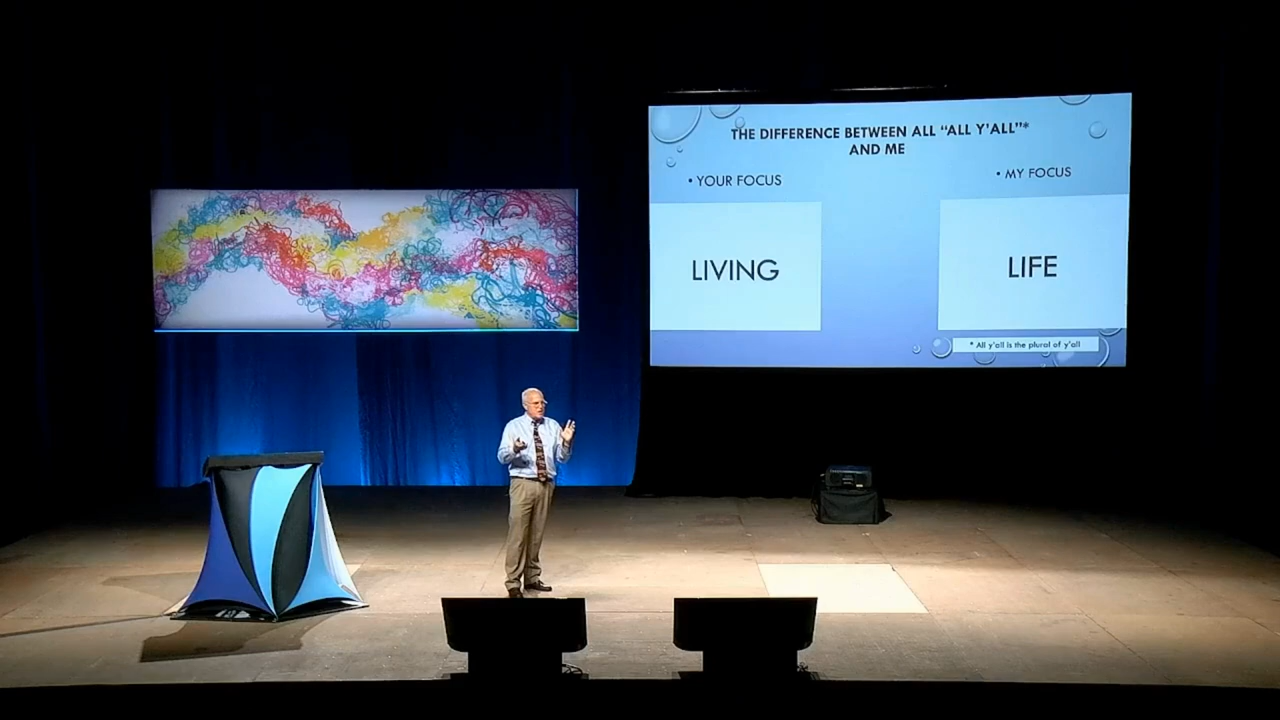 THE DIFFERENCE BETWEEN ALL “ALL Y’ALL”*
AND ME
• YOUR FOCUS
• MY FOCUS
LIVING
LIFE
* All y’all is the plural of y’all